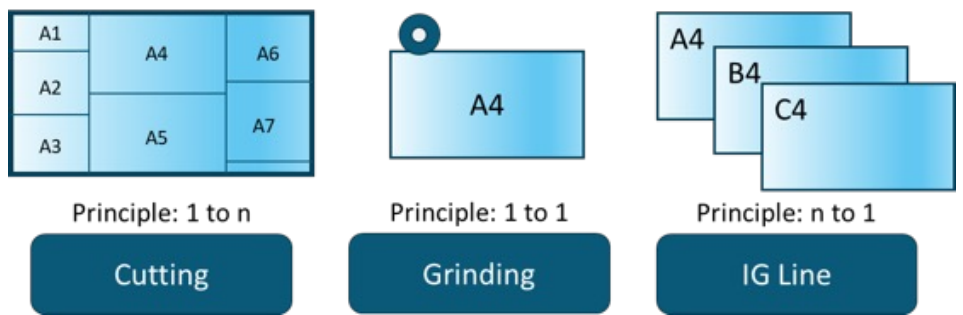 A1
A2
A3
A4
A5
A6
A7
Principle: 1 to n
Cutting
A4
Principle: 1 to 1
Grinding
A4
B4
C4
Principle: n to 1
IG Line